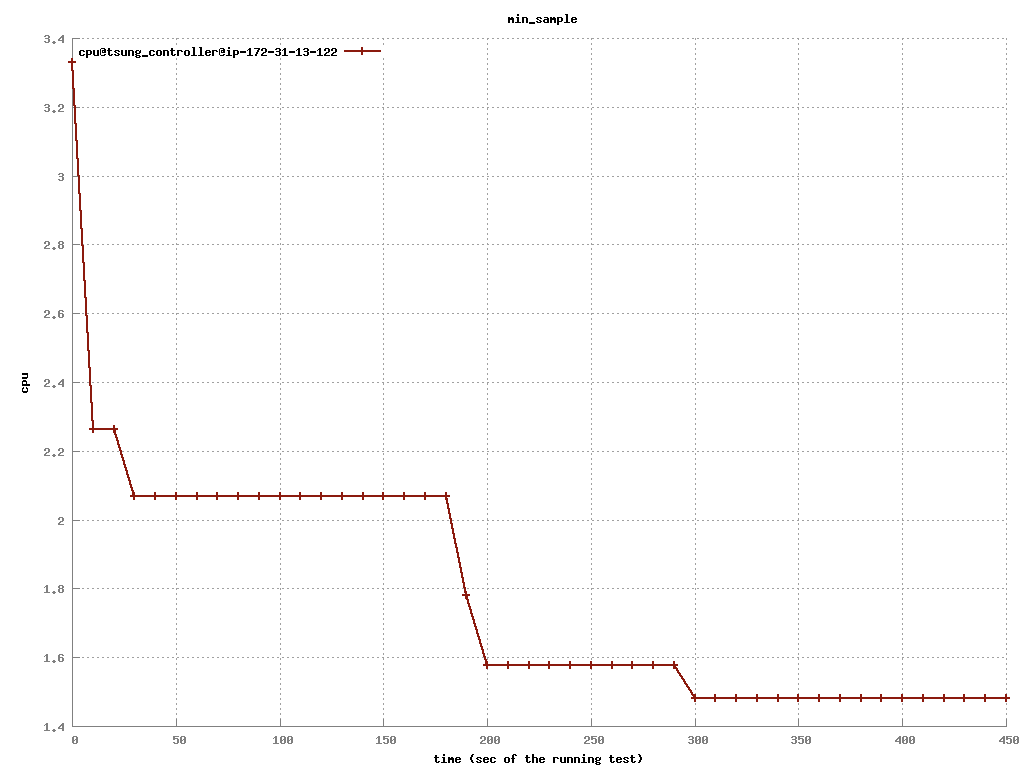 min_sample
cpu@tsung_controller@ip-172-31-13-122
3.4
3.2
3
2.8
2.6
2.4
2.2
2
1.8
1.6
1.4
cpu
0 50 100 150 200 250 300 350 400 450
time (sec of the running test)